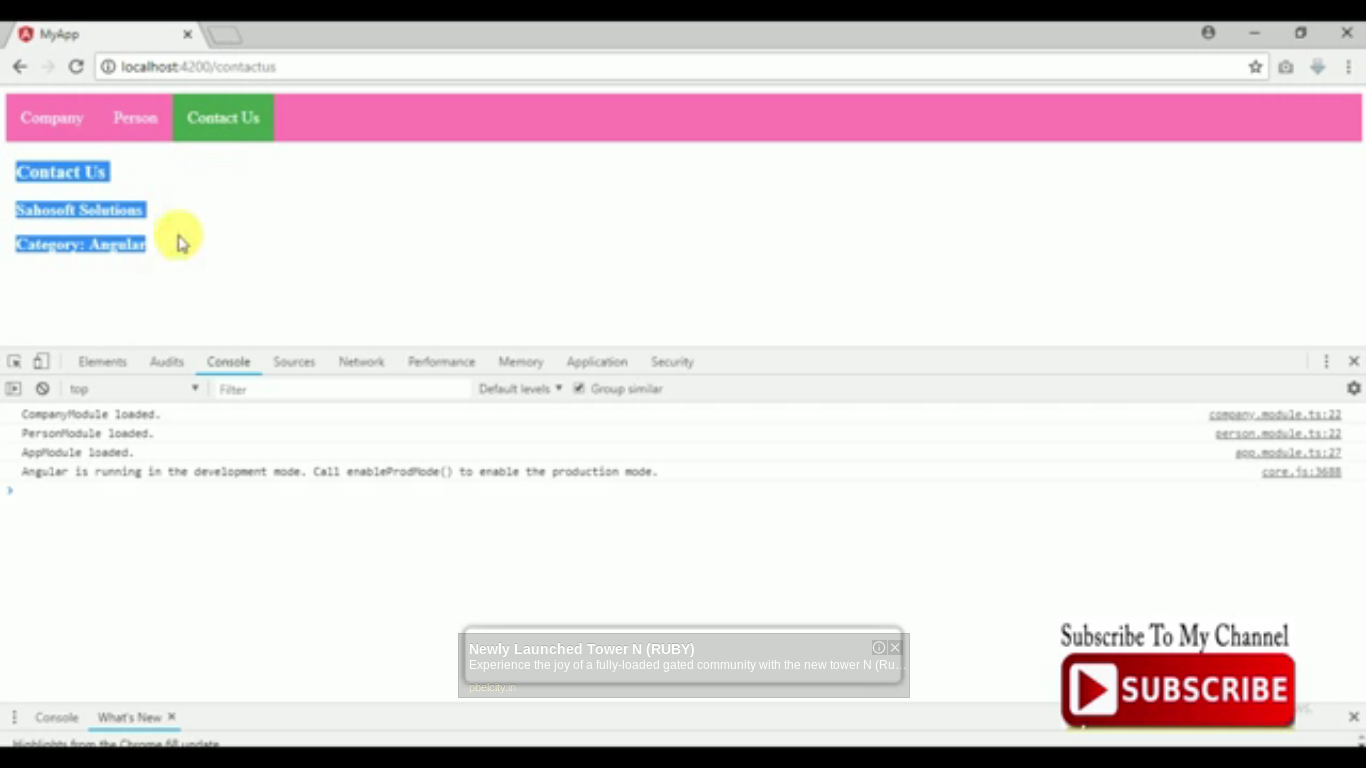 MyApp
localhost:4200/contactus
Company Person Contact Us
Contact Us
Sahosoft Solutions
Category: Angular
Elements Audits Console Sources Network Performance Memory Application Security
top Filter Default levels Group similar
CompanyModule loaded. company.module.ts:22
PersonModule loaded. person.module.ts:22
AppModule loaded. app.module.ts:27
Angular is running in the development mode. Call enableProdMode() to enable the production mode. core.js:3688
Subscribe To My Channel
SUBSCRIBE
Newly Launched Tower N (RUBY)
Experience the joy of a fully-loaded gated community with the new tower N (Ru...
pbelcity.in
Console What's New
Highlights from the Chrome 68 update